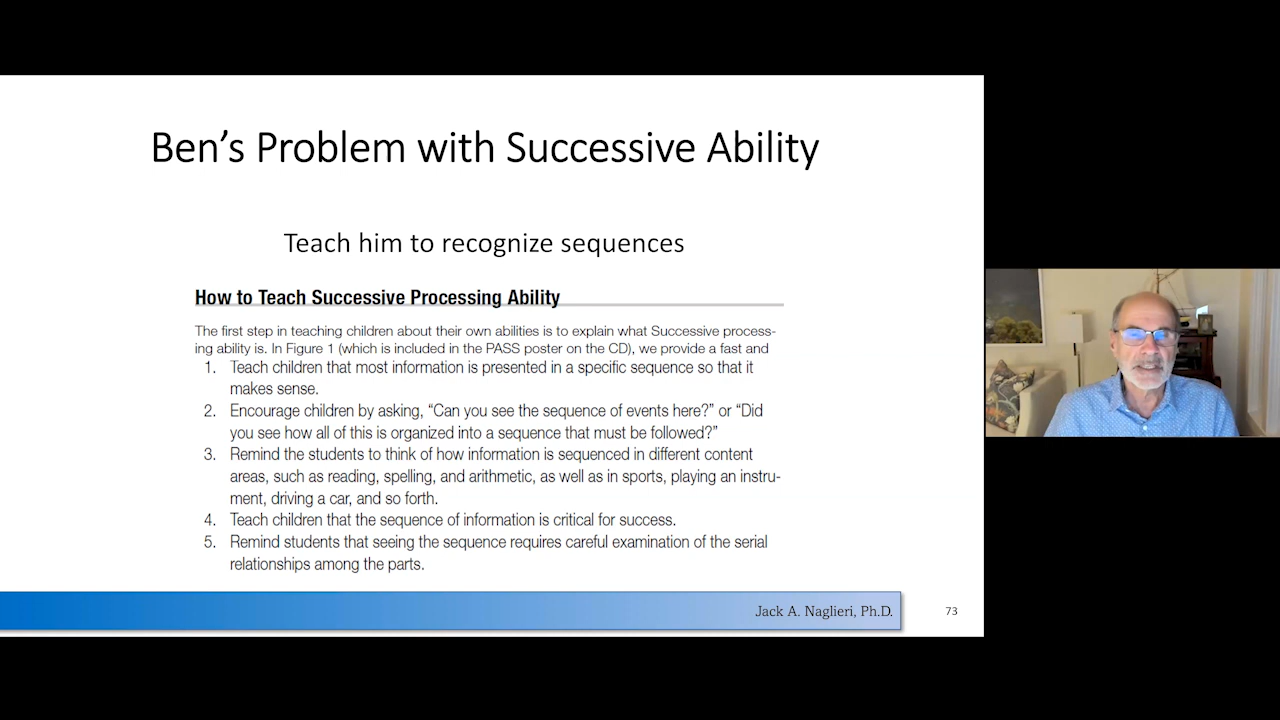 Ben’s Problem with Successive Ability
Teach him to recognize sequences
How to Teach Successive Processing Ability
The first step in teaching children about their own abilities is to explain what Successive process-
ing ability is. In Figure 1 (which is included in the PASS poster on the CD), we provide a fast and
1. Teach children that most information is presented in a specific sequence so that it
makes sense.
2. Encourage children by asking, “Can you see the sequence of events here?” or “Did
you see how all of this is organized into a sequence that must be followed?”
3. Remind the students to think of how information is sequenced in different content
areas, such as reading, spelling, and arithmetic, as well as in sports, playing an instru-
ment, driving a car, and so forth.
4. Teach children that the sequence of information is critical for success.
5. Remind students that seeing the sequence requires careful examination of the serial
relationships among the parts.
Jack A. Naglieri, Ph.D.
73